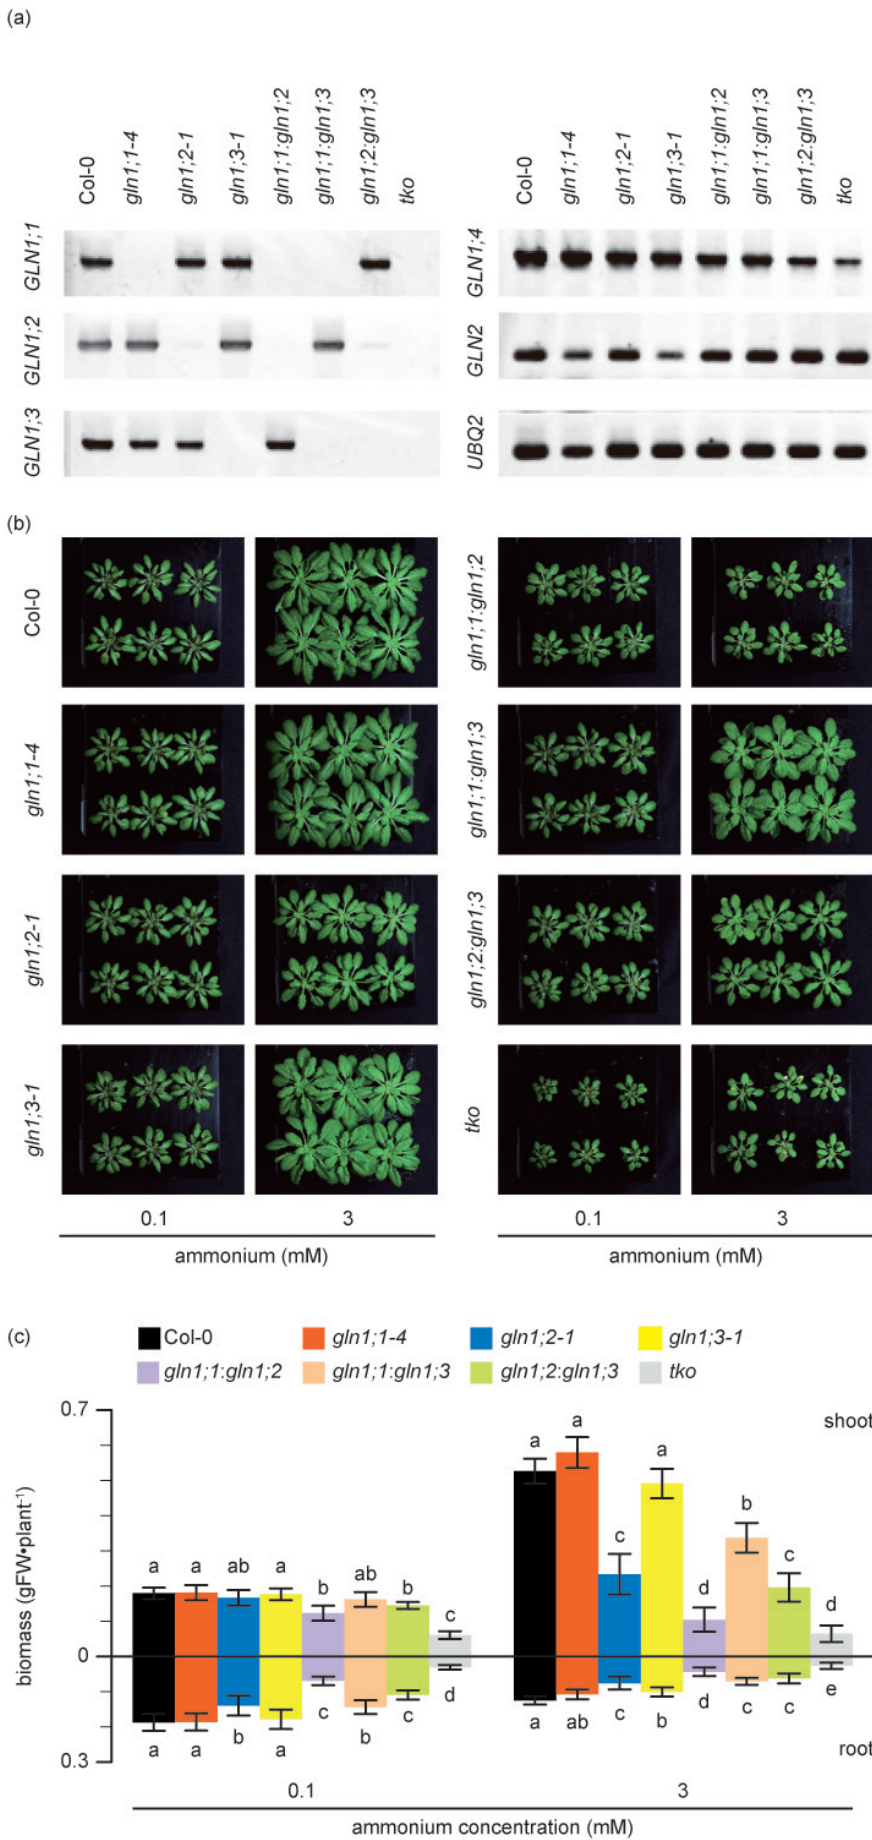 (a)
Col-0
gln1;1-4
gln1;2-1
gln1;3-1
gln1;1:gln1;2
gln1;1:gln1;3
gln1;2:gln1;3
tko
GLN1;1
GLN1;2
GLN1;3
Col-0
gln1;1-4
gln1;2-1
gln1;3-1
gln1;1:gln1;2
gln1;1:gln1;3
gln1;2:gln1;3
tko
GLN1;4
GLN2
UBQ2
(b)
Col-0
gln1;1-4
gln1;2-1
gln1;3-1
0.1 3
ammonium (mM)
gln1;1:gln1;2
gln1;1:gln1;3
gln1;2:gln1;3
tko
0.1 3
ammonium (mM)
(c)
Col-0 gln1;1-4 gln1;2-1 gln1;3-1
gln1;1:gln1;2 gln1;1:gln1;3 gln1;2:gln1;3 tko
biomass (gFW•plant-1)
0.7
0
0.3
shoot
root
a a ab a b ab b c
a a b a c b c d
a a c a d b c d
a ab c b d c c e
0.1 3
ammonium concentration (mM)